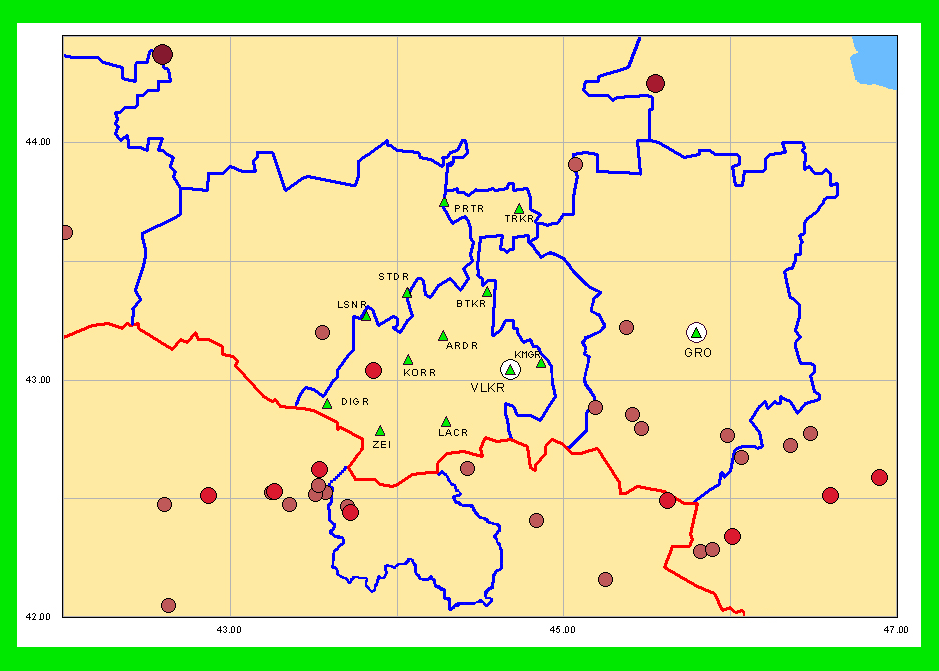 44.00
PRTR
TRKR
STDR
LSNR
BTKR
ARDR
KMGR
GRO
43.00
KORR
VLKR
DIGR
LACR
ZEI
42.00
43.00 45.00 47.00